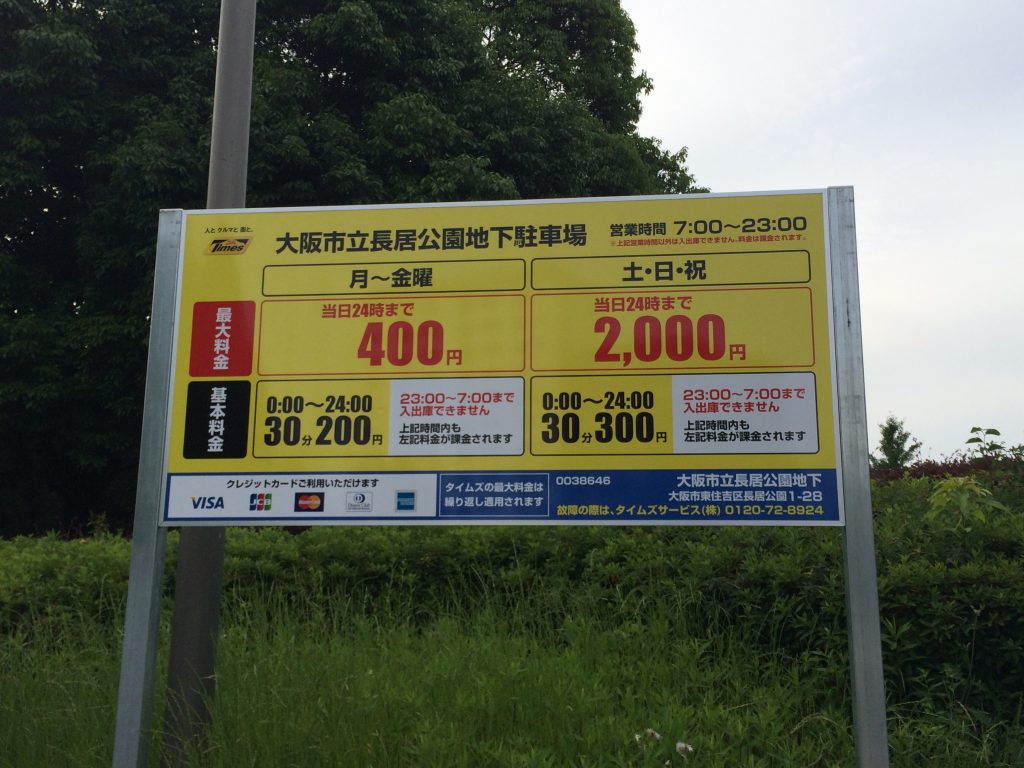 人と クルマと 街と。
Times
大阪市立長居公園地下駐車場
営業時間 7:00〜23:00
※上記営業時間以外は入出庫できません。料金は課金されます。
月〜金曜
土・日・祝
最大料金
当日24時まで
400円
当日24時まで
2,000円
基本料金
0:00〜24:00
30分200円
23:00〜7:00まで
入出庫できません
上記時間内も
左記料金が課金されます
0:00〜24:00
30分300円
23:00〜7:00まで
入出庫できません
上記時間内も
左記料金が課金されます
クレジットカードご利用いただけます
VISA
JCB
MasterCard
Diners Club
タイムズの最大料金は
繰り返し適用されます
0038646
大阪市立長居公園地下
大阪市東住吉区長居公園1-28
故障の際は、タイムズサービス(株) 0120-72-8924